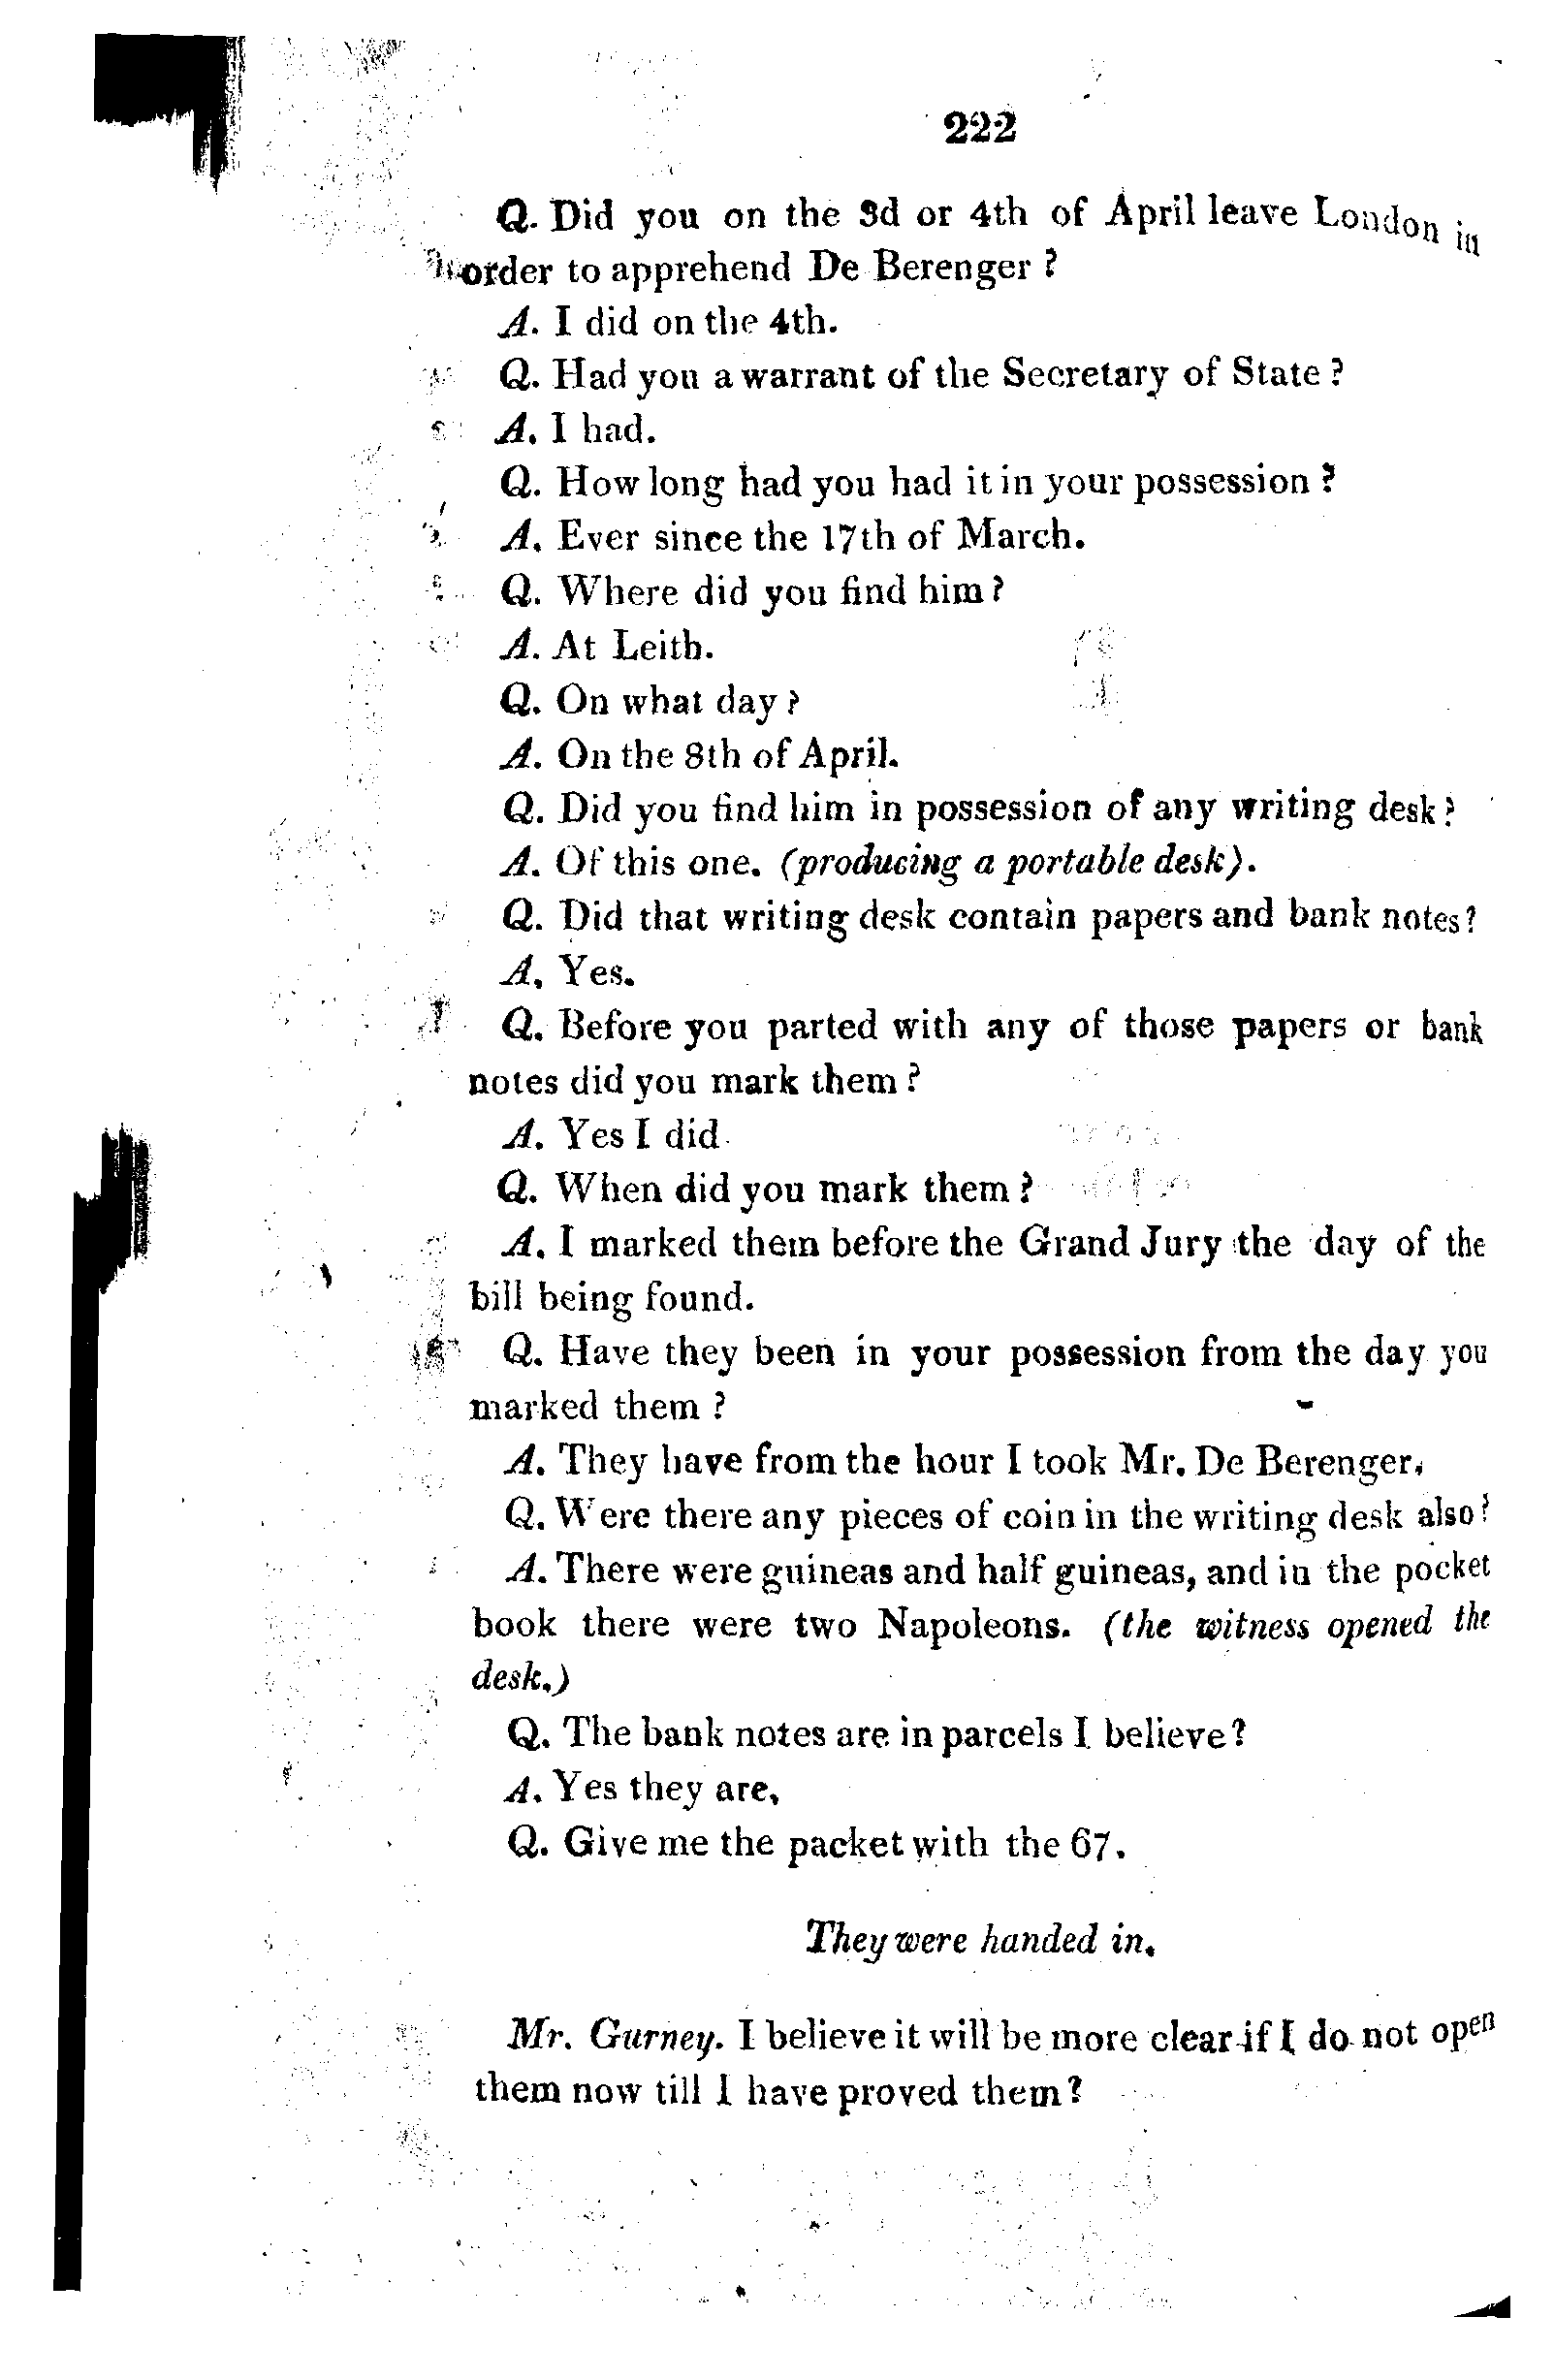 222
Q. Did you on the 3d or 4th of April leave London in
order to apprehend De Berenger?
A. I did on the 4th.
Q. Had you a warrant of the Secretary of State?
A. I had.
Q. How long had you had it in your possession?
A. Ever since the 17th of March.
Q. Where did you find him?
A. At Leith.
Q. On what day?
A. On the 8th of April.
Q. Did you find him in possession of any writing desk?
A. Of this one. (producing a portable desk).
Q. Did that writing desk contain papers and bank notes?
A. Yes.
Q. Before you parted with any of those papers or bank
notes did you mark them?
A. Yes I did.
Q. When did you mark them?
A. I marked them before the Grand Jury the day of the
bill being found.
Q. Have they been in your possession from the day you
marked them?
A. They have from the hour I took Mr. De Berenger.
Q. Were there any pieces of coin in the writing desk also?
A. There were guineas and half guineas, and in the pocket
book there were two Napoleons. (the witness opened the
desk.)
Q. The bank notes are in parcels I believe?
A. Yes they are.
Q. Give me the packet with the 67.
They were handed in.
Mr. Gurney. I believe it will be more clear if I do not open
them now till I have proved them?